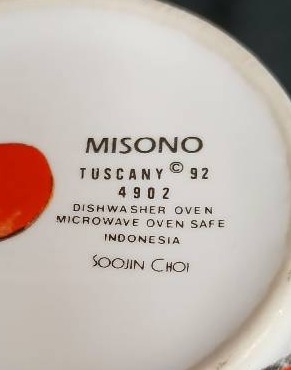 MISONO
TUSCANY © 92
4902
DISHWASHER OVEN
MICROWAVE OVEN SAFE
INDONESIA
SOOJIN CHOI